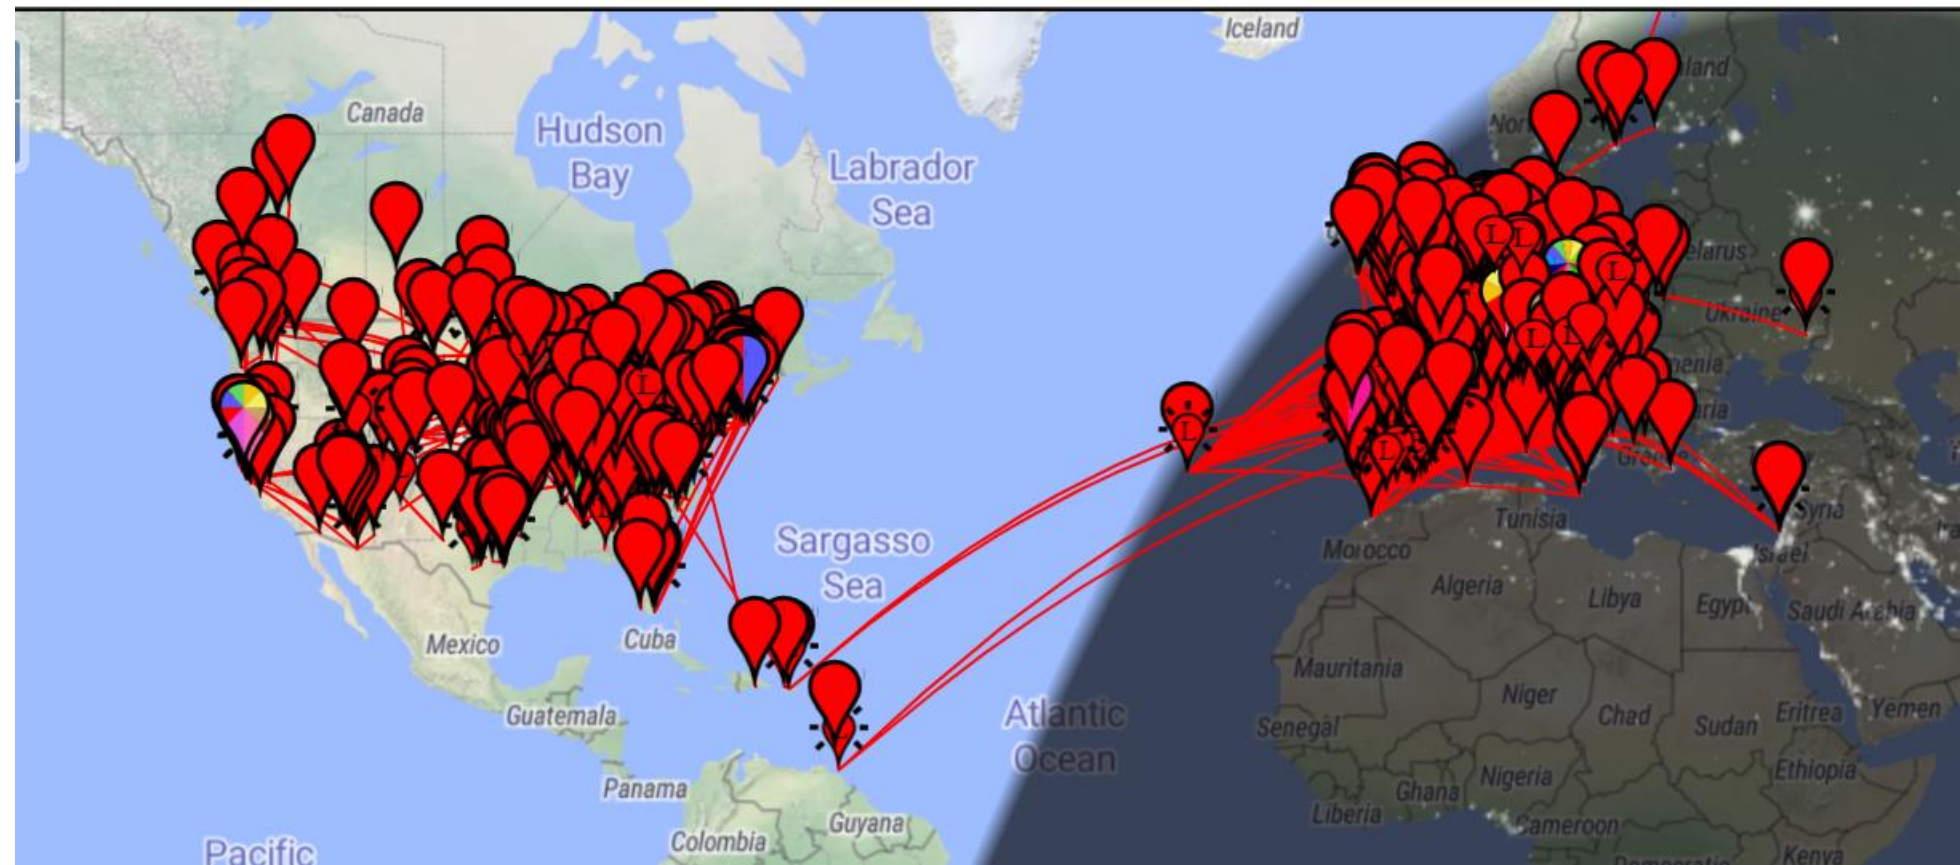 Iceland
Canada
Hudson
Bay
Labrador
Sea
Sargasso
Sea
Mexico
Cuba
Guatemala
Atlantic
Ocean
Panama
Guyana
Colombia
Pacific
Ukraine
Tunisia
Syria
Israel
Morocco
Algeria
Libya
Egypt
Saudi Arabia
Mauritania
Niger
Chad
Sudan
Eritrea
Yemen
Senegal
Nigeria
Ethiopia
Ghana
Liberia
Cameroon
Kenya
L
L
L
L
L
L
L
L